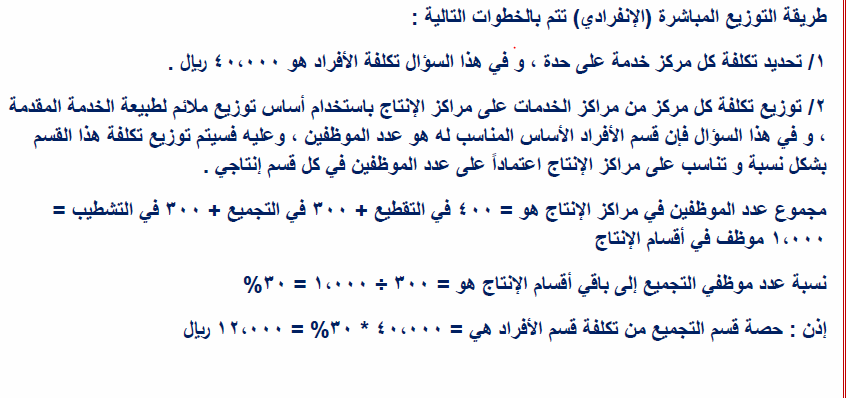 طريقة التوزيع المباشرة (الإنفرادي) تتم بالخطوات التالية :
١/ تحديد تكلفة كل مركز خدمة على حدة ، و في هذا السؤال تكلفة الأفراد هو ٤٠،٠٠٠ ريال .
٢/ توزيع تكلفة كل مركز من مراكز الخدمات على مراكز الإنتاج باستخدام أساس توزيع ملائم لطبيعة الخدمة المقدمة
، و في هذا السؤال فإن قسم الأفراد الأساس المناسب له هو عدد الموظفين ، وعليه فسيتم توزيع تكلفة هذا القسم
بشكل نسبة و تناسب على مراكز الإنتاج اعتماداً على عدد الموظفين في كل قسم إنتاجي .
مجموع عدد الموظفين في مراكز الإنتاج هو = ٤٠٠ في التقطيع + ٣٠٠ في التجميع + ٣٠٠ في التشطيب =
١،٠٠٠ موظف في أقسام الإنتاج
نسبة عدد موظفي التجميع إلى باقي أقسام الإنتاج هو = ٣٠٠ ÷ ١،٠٠٠ = ٣٠%
إذن : حصة قسم التجميع من تكلفة قسم الأفراد هي = ٤٠،٠٠٠ * ٣٠% = ١٢،٠٠٠ ريال